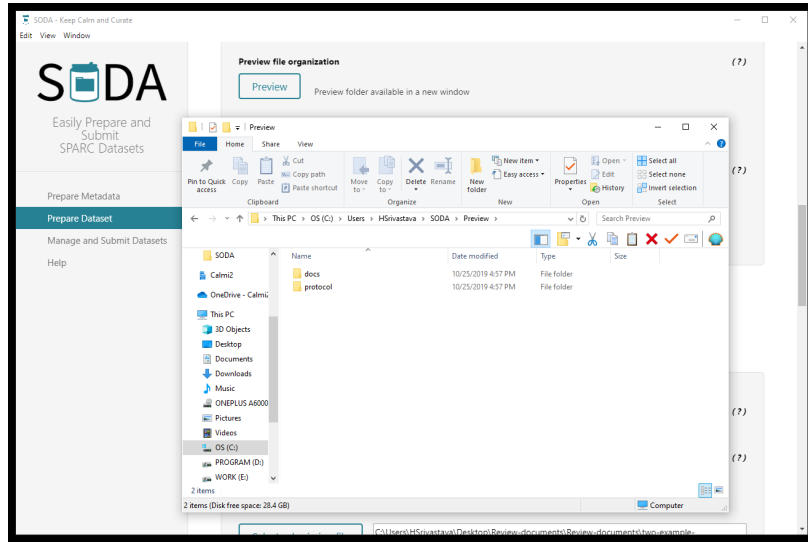 SODA - Keep Calm and Curate
Edit View Window
SODA
Easily Prepare and
Submit
SPARC Datasets
Prepare Metadata
Prepare Dataset
Manage and Submit Datasets
Help
Preview file organization
(?)
Preview
Preview folder available in a new window
(?)
(?)
(?)
Preview
File Home Share View
Pin to Quick access
Copy
Paste
Cut
Copy path
Paste shortcut
Clipboard
Move to
Copy to
Delete
Rename
Organize
New folder
New item
Easy access
New
Properties
Open
Edit
History
Open
Select all
Select none
Invert selection
Select
This PC > OS (C:) > Users > HSrivastava > SODA > Preview >
Search Preview
Name Date modified Type Size
docs 10/25/2019 4:57 PM File folder
protocol 10/25/2019 4:57 PM File folder
SODA
Calmi2
OneDrive - Calmi2
This PC
3D Objects
Desktop
Documents
Downloads
Music
ONEPLUS A6000
Pictures
Videos
OS (C:)
PROGRAM (D:)
WORK (E:)
2 items
2 items (Disk free space: 28.4 GB)
Computer
C:\Users\HSrivastava\Desktop\Review-documents\Review-documents\two-example-